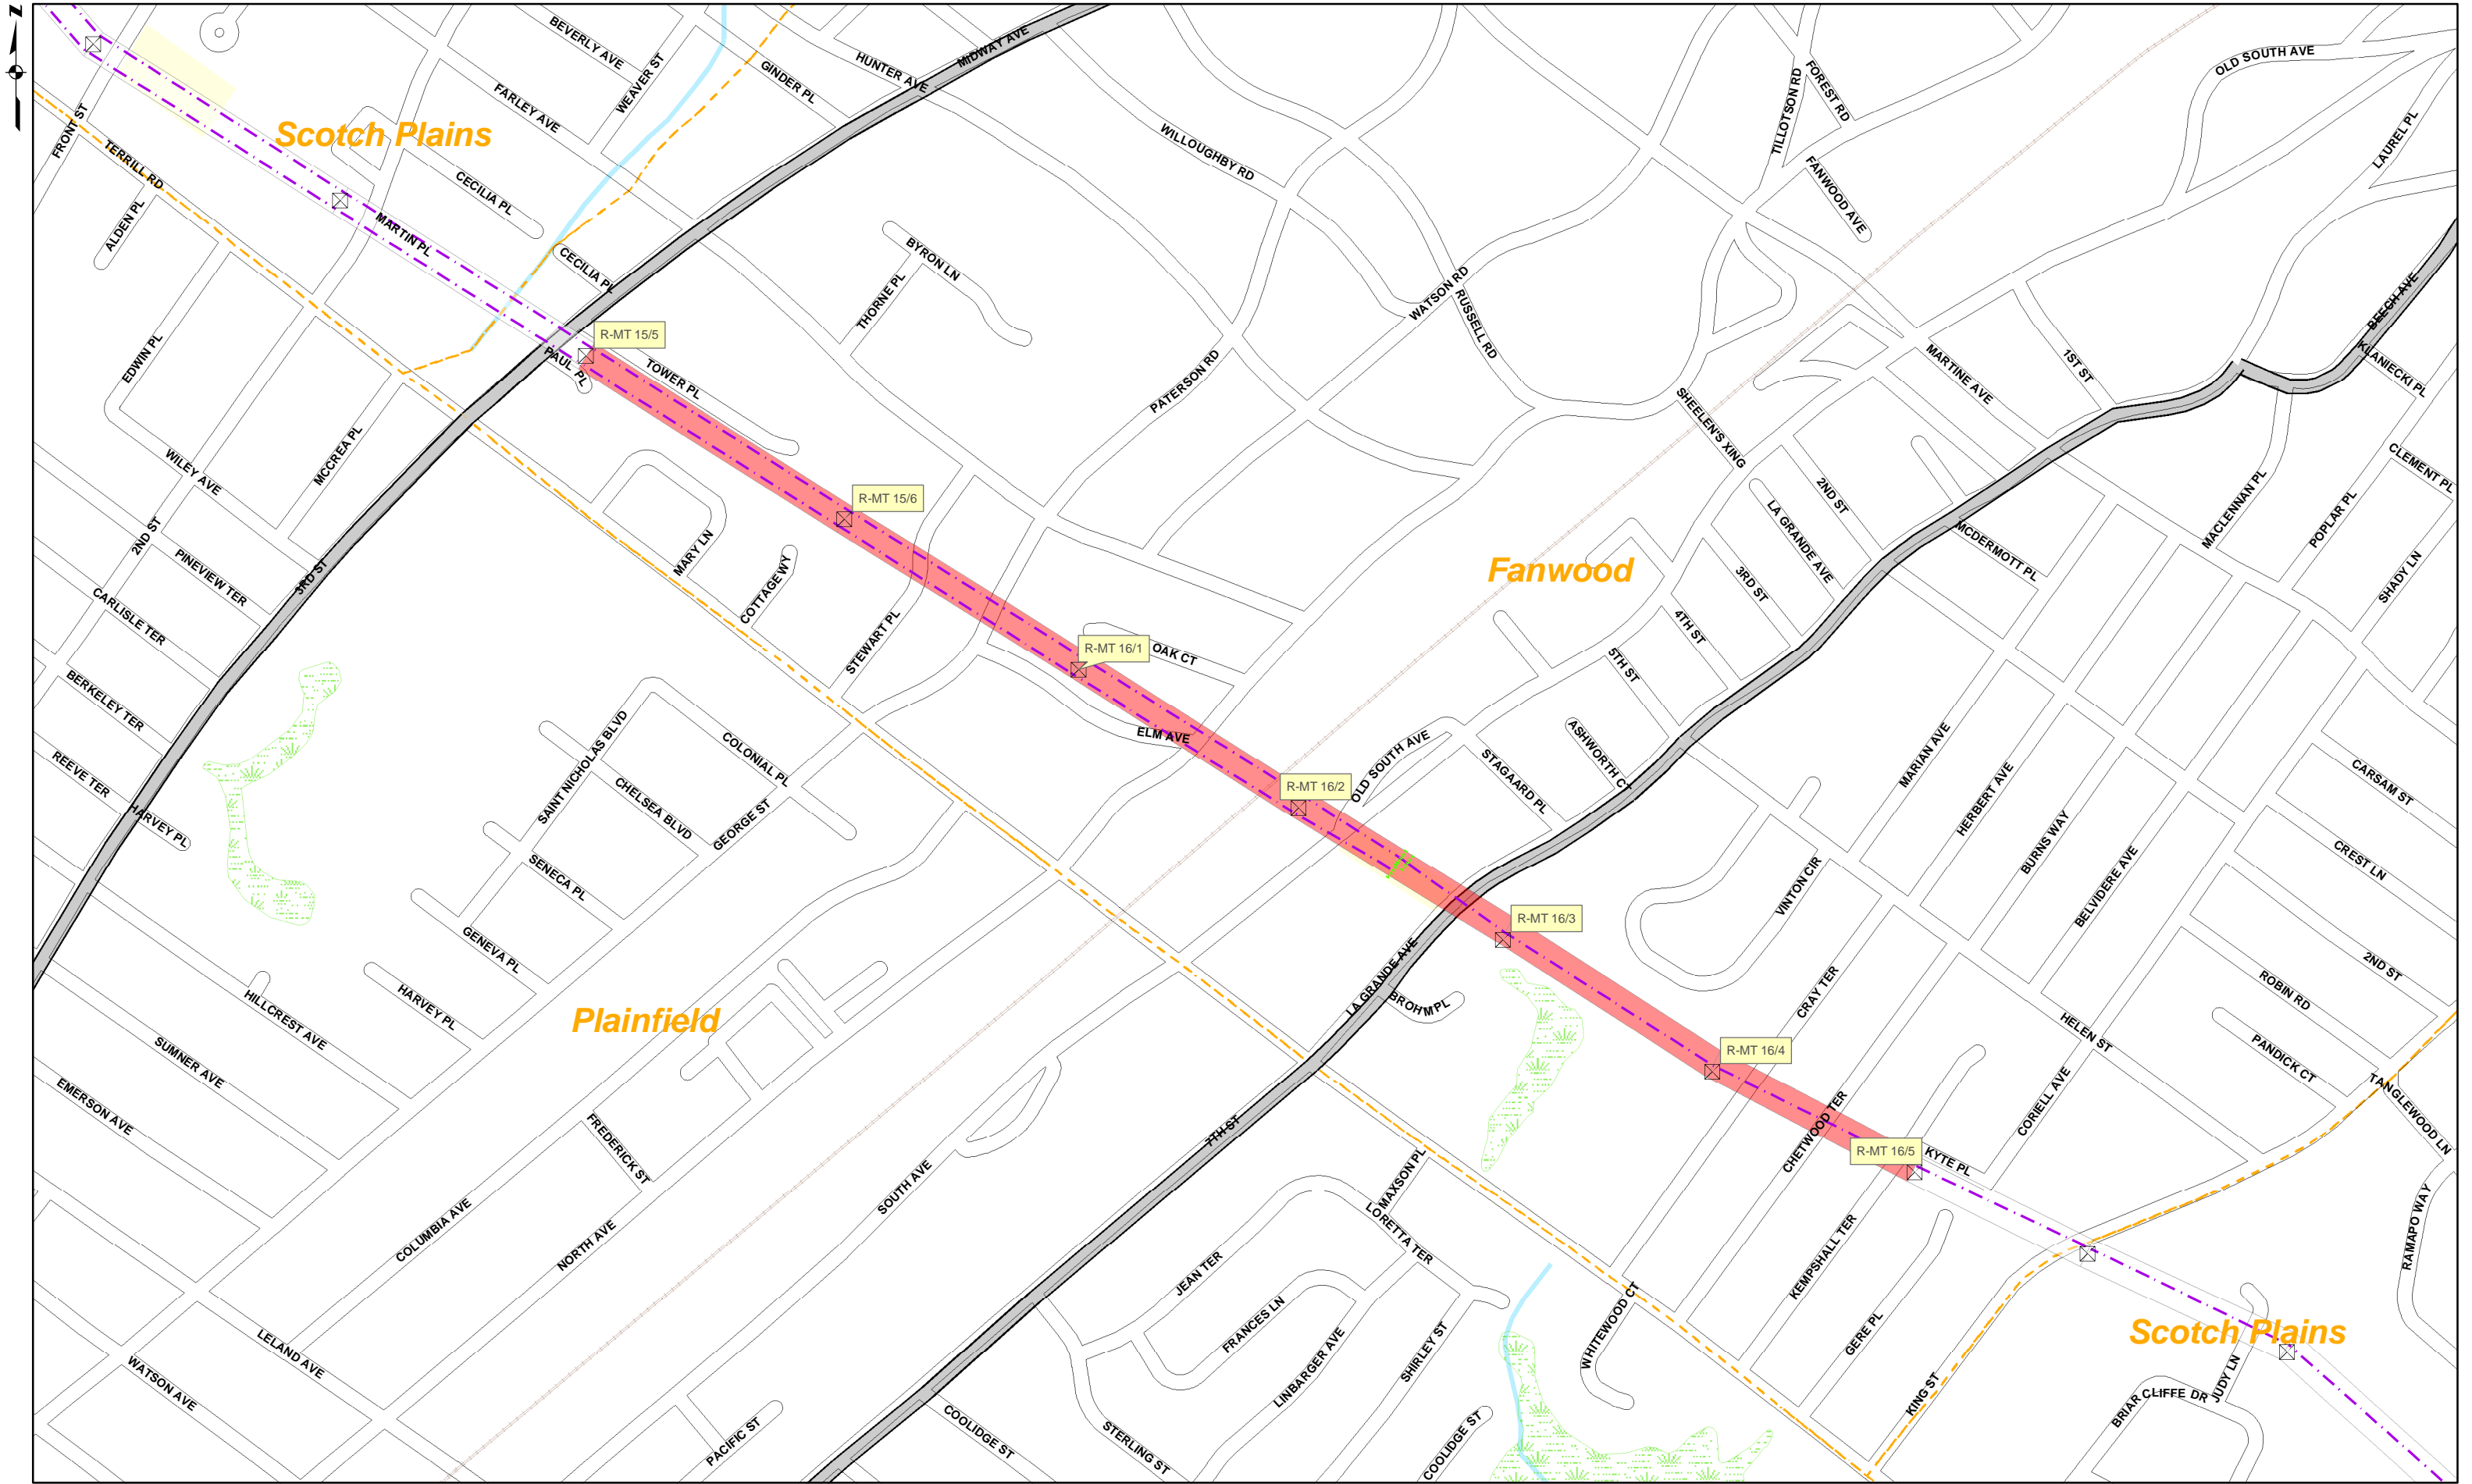 N
BEVERLY AVE
MIDWAY AVE
HUNTER AVE
GINDER PL
WEAVER ST
FARLEY AVE
FRONT ST
Scotch Plains
TERRILL RD
ALDEN PL
CECILIA PL
MARTIN PL
CECILIA PL
WILLOUGHBY RD
TILLOTSON RD
FOREST RD
FANWOOD AVE
OLD SOUTH AVE
LAUREL PL
BYRON LN
THORNE PL
WATSON RD
RUSSELL RD
BEECH AVE
KLANIECKI PL
MARTINE AVE
1ST ST
EDWIN PL
PAUL PL
R-MT 15/5
TOWER PL
PATERSON RD
SHEELEN'S XING
MCCREA PL
WILEY AVE
2ND ST
PINEVIEW TER
3RD ST
CARLISLE TER
BERKELEY TER
REEVE TER
HARVEY PL
R-MT 15/6
MARY LN
COTTAGE WY
STEWART PL
2ND ST
LA GRANDE AVE
MCDERMOTT PL
MACLENNAN PL
POPLAR PL
CLEMENT PL
SHADY LN
Fanwood
3RD ST
4TH ST
5TH ST
R-MT 16/1
OAK CT
ELM AVE
R-MT 16/2
OLD SOUTH AVE
STAGAARD PL
ASHWORTH CT
MARIAN AVE
HERBERT AVE
BURNS WAY
BELVIDERE AVE
CARSAM ST
CREST LN
2ND ST
ROBIN RD
PANDICK CT
TANGLEWOOD LN
SAINT NICHOLAS BLVD
COLONIAL PL
CHELSEA BLVD
GEORGE ST
SENECA PL
GENEVA PL
HARVEY PL
HILLCREST AVE
SUMNER AVE
EMERSON AVE
Plainfield
R-MT 16/3
VINTON CIR
LA GRANDE AVE
BROHM PL
CRAY TER
HELEN ST
R-MT 16/4
CHETWOOD TER
CORIELL AVE
R-MT 16/5
KYTE PL
FREDERICK ST
COLUMBIA AVE
NORTH AVE
SOUTH AVE
7TH ST
MAXSON PL
LORETTA TER
JEAN TER
FRANCES LN
LINBARGER AVE
SHIRLEY ST
WHITEWOOD CT
KEMPSHALL TER
GERE PL
KING ST
RAMAPO WAY
Scotch Plains
JUDY LN
BRIAR CLIFFE DR
LELAND AVE
WATSON AVE
PACIFIC ST
COOLIDGE ST
STERLING ST
COOLIDGE ST